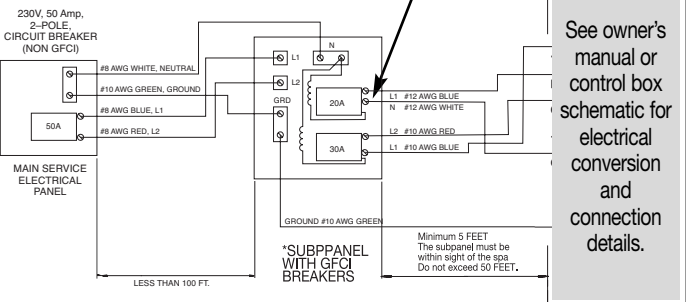 230V, 50 Amp,
2–POLE,
CIRCUIT BREAKER
(NON GFCI)
#8 AWG WHITE, NEUTRAL
#10 AWG GREEN, GROUND
#8 AWG BLUE, L1
50A
#8 AWG RED, L2
MAIN SERVICE
ELECTRICAL
PANEL
LESS THAN 100 FT.
N
L1
L2
GRD
20A
30A
L1 #12 AWG BLUE
N #12 AWG WHITE
L2 #10 AWG RED
L1 #10 AWG BLUE
GROUND #10 AWG GREEN
*SUBPPANEL
WITH GFCI
BREAKERS
Minimum 5 FEET
The subpanel must be
within sight of the spa
Do not exceed 50 FEET.
See owner's
manual or
control box
schematic for
electrical
conversion
and
connection
details.